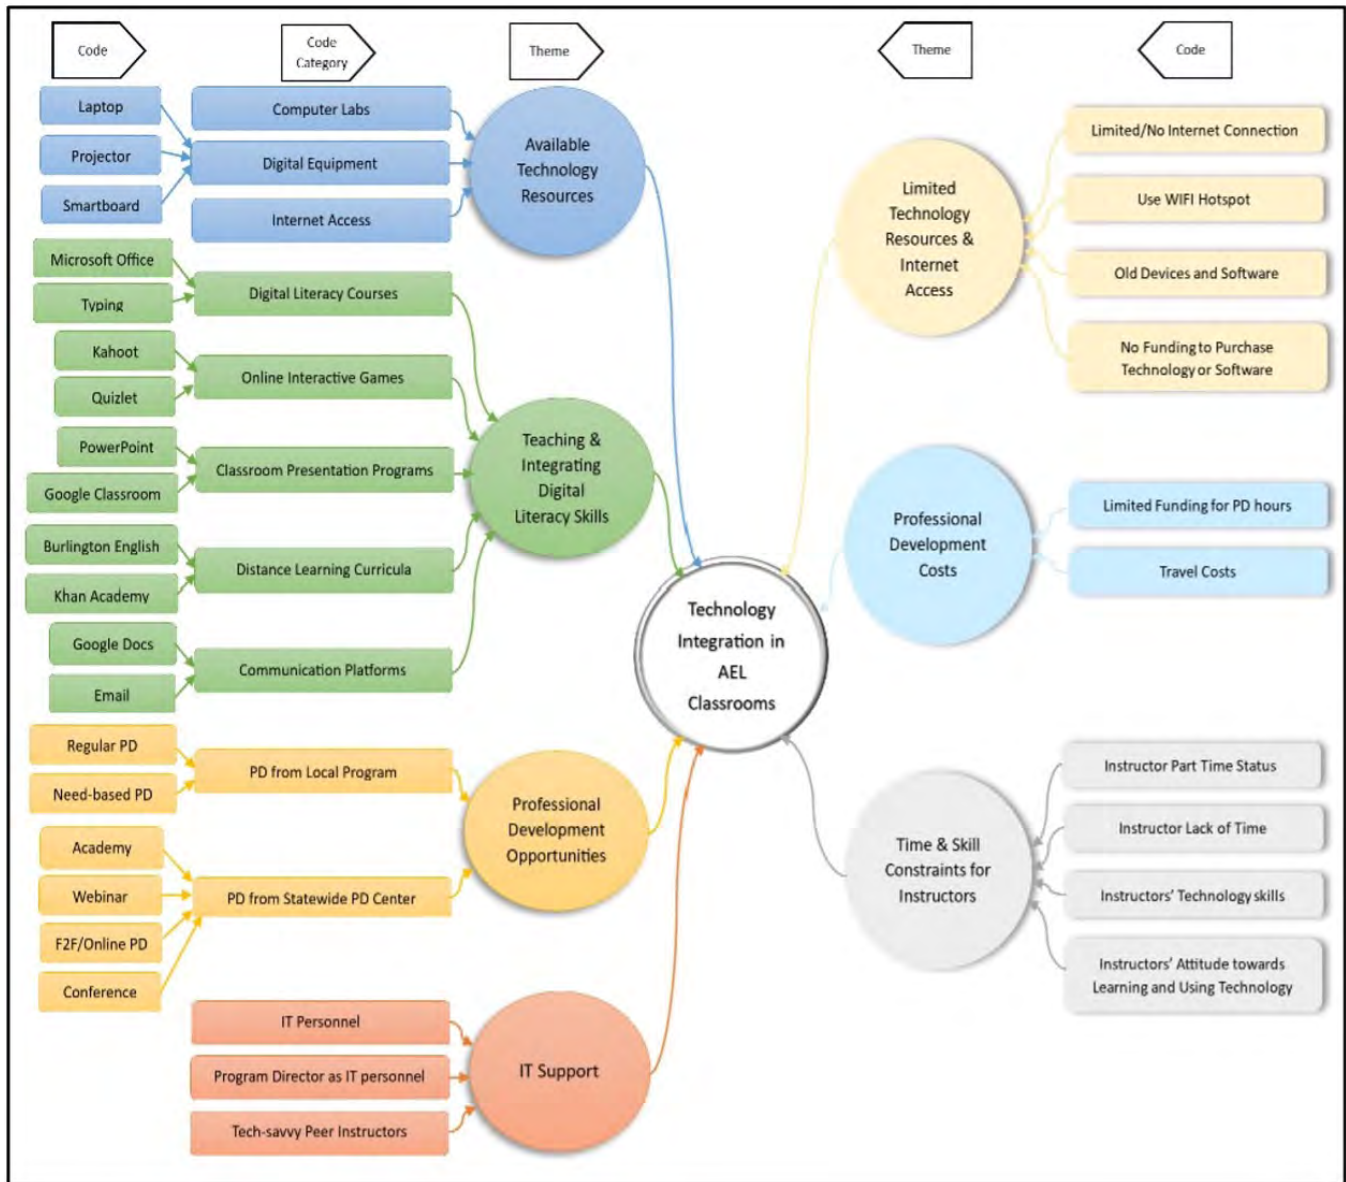 Code
Code
Category
Theme
Theme
Code
Laptop
Projector
Smartboard
Computer Labs
Digital Equipment
Internet Access
Available
Technology
Resources
Microsoft Office
Typing
Kahoot
Quizlet
PowerPoint
Google Classroom
Burlington English
Khan Academy
Google Docs
Email
Digital Literacy Courses
Online Interactive Games
Classroom Presentation Programs
Distance Learning Curricula
Communication Platforms
Teaching &
Integrating
Digital
Literacy Skills
Regular PD
Need-based PD
Academy
Webinar
F2F/Online PD
Conference
PD from Local Program
PD from Statewide PD Center
Professional
Development
Opportunities
IT Personnel
Program Director as IT personnel
Tech-savvy Peer Instructors
IT Support
Technology
Integration in
AEL
Classrooms
Limited
Technology
Resources &
Internet
Access
Limited/No Internet Connection
Use WIFI Hotspot
Old Devices and Software
No Funding to Purchase
Technology or Software
Professional
Development
Costs
Limited Funding for PD hours
Travel Costs
Time & Skill
Constraints for
Instructors
Instructor Part Time Status
Instructor Lack of Time
Instructors' Technology skills
Instructors' Attitude towards
Learning and Using Technology